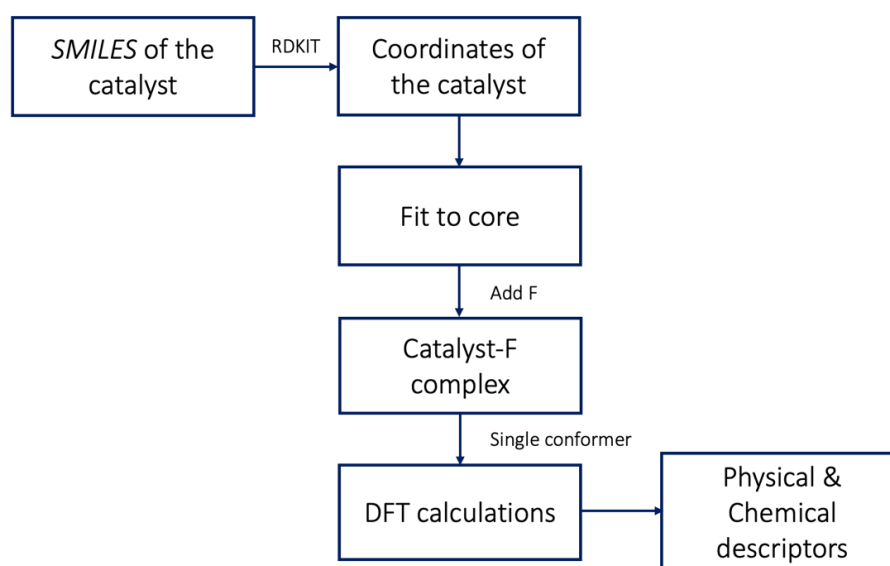 SMILES of the
catalyst
RDKIT
Coordinates of
the catalyst
Fit to core
Add F
Catalyst-F
complex
Single conformer
DFT calculations
Physical &
Chemical
descriptors